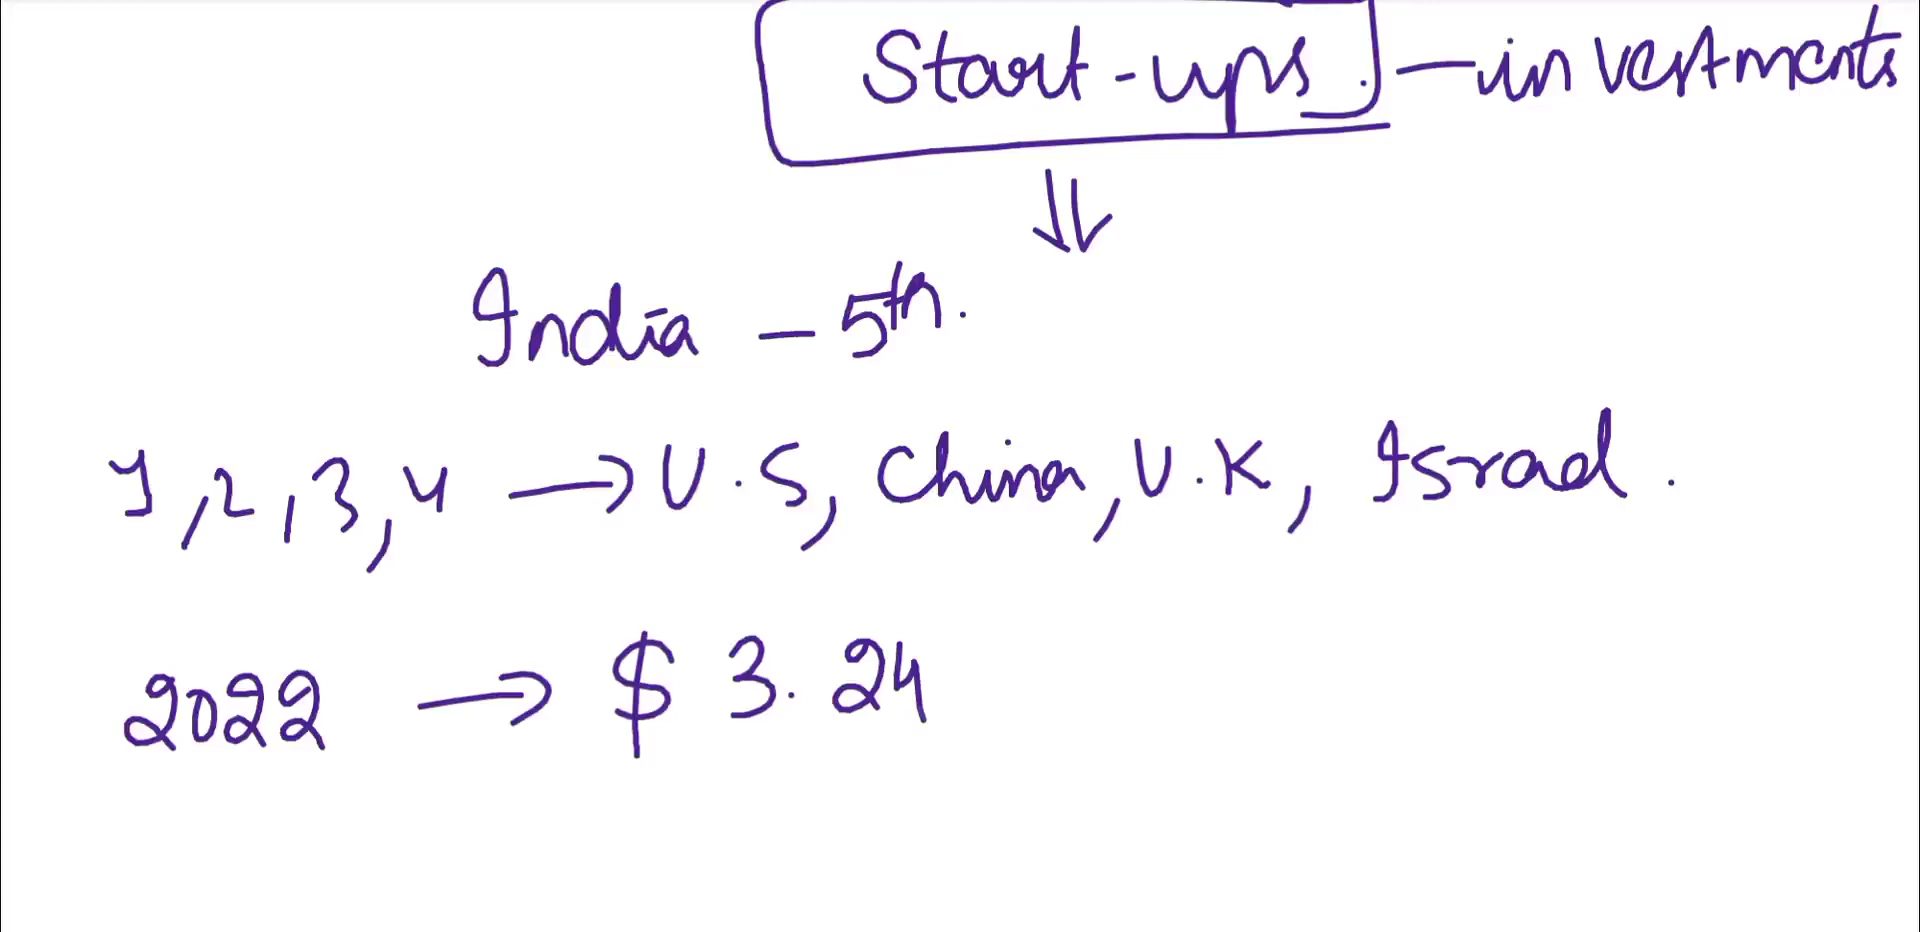 Start-ups. - investments
India - 5th.
1, 2, 3, 4 → U.S, China, U.K, Israel.
2022 → $ 3. 24